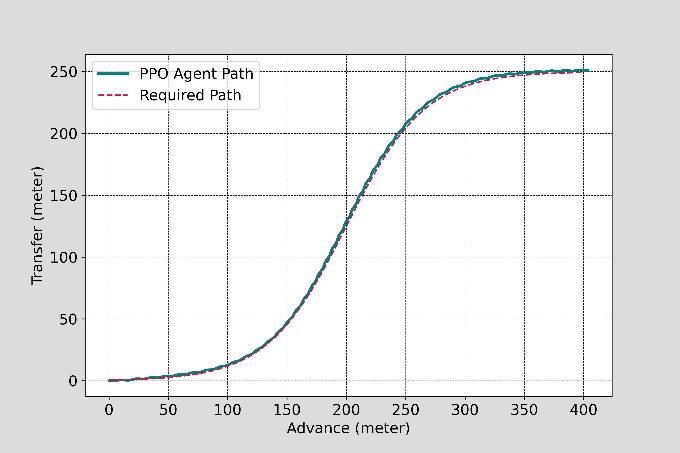 PPO Agent Path
Required Path
250
200
150
100
50
0
Transfer (meter)
0 50 100 150 200 250 300 350 400
Advance (meter)